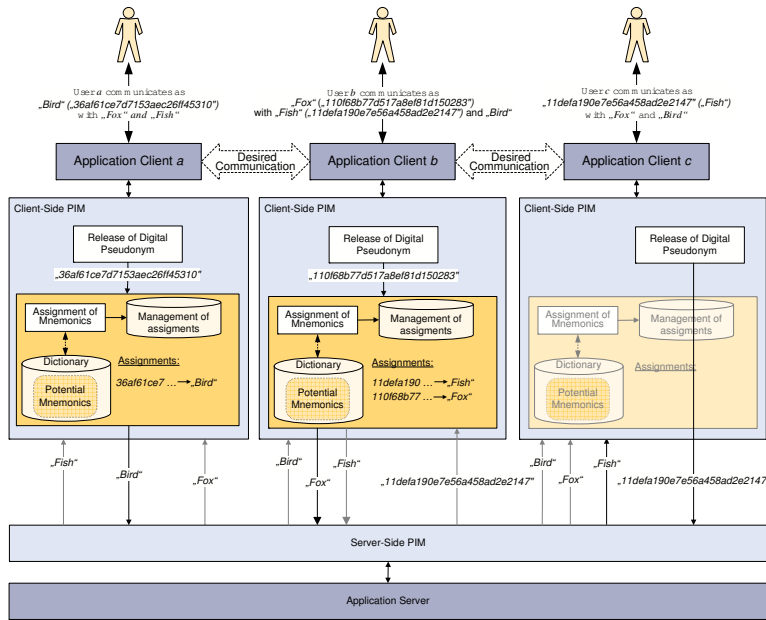 User a communicates as
„Bird“ („36af61ce7d7153aec26ff45310“)
with „Fox“ and „Fish“
User b communicates as
„Fox“ („110f68b77d517a8ef81d150283“)
with „Fish“ („11defa190e7e56a458ad2e2147“) and „Bird“
User c communicates as
„11defa190e7e56a458ad2e2147“ („Fish“)
with „Fox“ and „Bird“
Application Client a
Desired
Communication
Application Client b
Desired
Communication
Application Client c
Client-Side PIM
Release of Digital
Pseudonym
„36af61ce7d7153aec26ff45310“
Assignment of
Mnemonics
Management of
assigments
Dictionary
Potential
Mnemonics
Assignments:
36af61ce7 ... → „Bird“
Client-Side PIM
Release of Digital
Pseudonym
„110f68b77d517a8ef81d150283“
Assignment of
Mnemonics
Management of
assigments
Dictionary
Potential
Mnemonics
Assignments:
11defa190 ... → „Fish“
110f68b77 ... → „Fox“
Client-Side PIM
Release of Digital
Pseudonym
Assignment of
Mnemonics
Management of
assigments
Dictionary
Potential
Mnemonics
Assignments:
„Fish“
„Bird“
„Fox“
„Bird“
„Fox“
„Fish“
„11defa190e7e56a458ad2e2147“
„Bird“
„Fox“
„Fish“
„11defa190e7e56a458ad2e2147
Server-Side PIM
Application Server